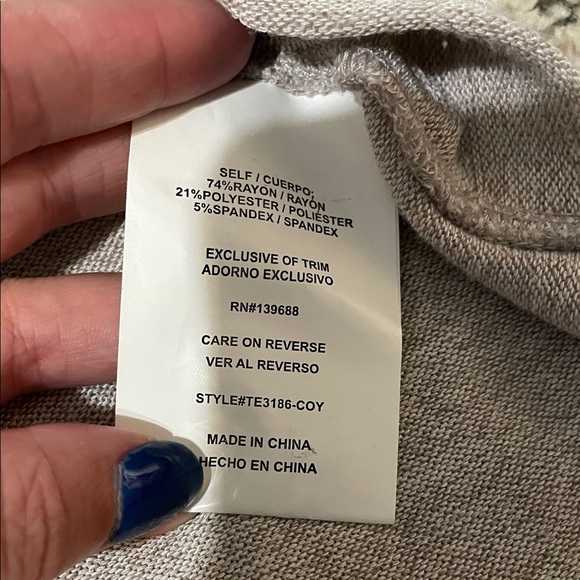 SELF / CUERPO;
74%RAYON / RAYÓN
21%POLYESTER / POLIÉSTER
5%SPANDEX / SPANDEX
EXCLUSIVE OF TRIM
ADORNO EXCLUSIVO
RN#139688
CARE ON REVERSE
VER AL REVERSO
STYLE#TE3186-COY
MADE IN CHINA
HECHO EN CHINA